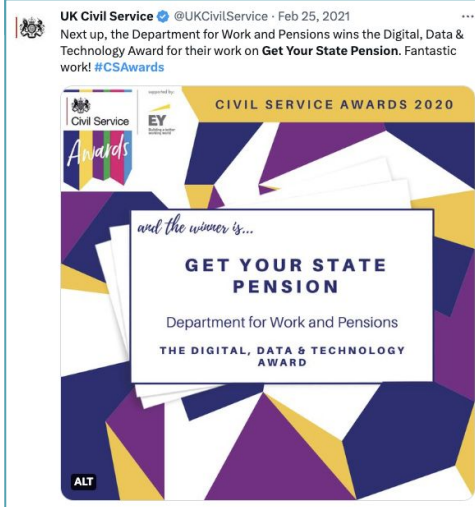 UK Civil Service @UKCivilService · Feb 25, 2021 ...
Next up, the Department for Work and Pensions wins the Digital, Data &
Technology Award for their work on Get Your State Pension. Fantastic
work! #CSAwards
Civil Service
Awards
supported by:
EY
Building a better
working world
CIVIL SERVICE AWARDS 2020
and the winner is...
GET YOUR STATE
PENSION
Department for Work and Pensions
THE DIGITAL, DATA & TECHNOLOGY
AWARD
ALT